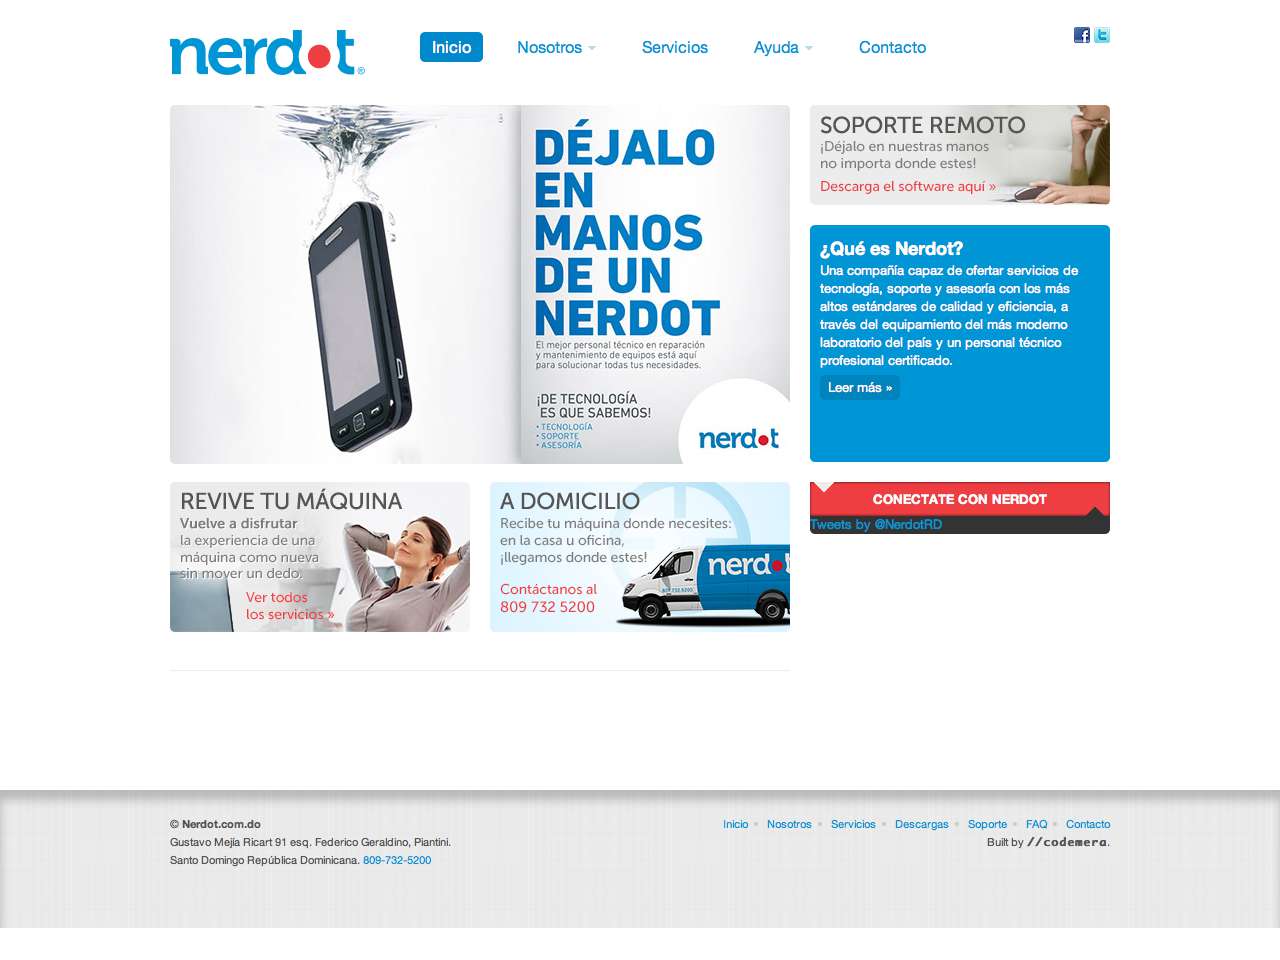 nerdot®
Inicio
Nosotros
Servicios
Ayuda
Contacto
DÉJALO
EN
MANOS
DE UN
NERDOT
El mejor personal técnico en reparación
y mantenimiento de equipos está aquí
para solucionar todas tus necesidades.
¡DE TECNOLOGÍA
ES QUE SABEMOS!
• TECNOLOGÍA
• SOPORTE
• ASESORÍA
nerdot
SOPORTE REMOTO
¡Déjalo en nuestras manos
no importa donde estes!
Descarga el software aquí »
¿Qué es Nerdot?
Una compañía capaz de ofertar servicios de
tecnología, soporte y asesoría con los más
altos estándares de calidad y eficiencia, a
través del equipamiento del más moderno
laboratorio del país y un personal técnico
profesional certificado.
Leer más »
REVIVE TU MÁQUINA
Vuelve a disfrutar
la experiencia de una
máquina como nueva
sin mover un dedo.
Ver todos
los servicios »
A DOMICILIO
Recibe tu máquina donde necesites:
en la casa u oficina,
¡llegamos donde estes!
Contáctanos al
809 732 5200
nerdot
809 732 5200
CONECTATE CON NERDOT
Tweets by @NerdotRD
© Nerdot.com.do
Gustavo Mejía Ricart 91 esq. Federico Geraldino, Piantini.
Santo Domingo República Dominicana. 809-732-5200
Inicio • Nosotros • Servicios • Descargas • Soporte • FAQ • Contacto
Built by //codemera.